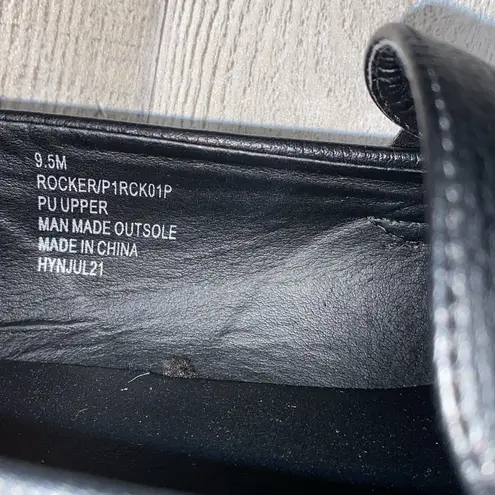 9.5M
ROCKER/P1RCK01P
PU UPPER
MAN MADE OUTSOLE
MADE IN CHINA
HYNJUL21